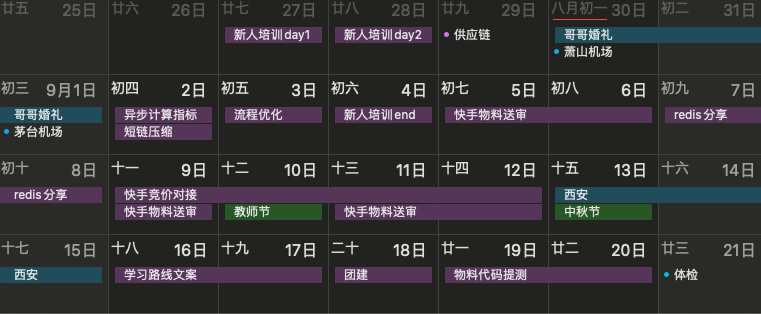 廿五 25日 廿六 26日 廿七 27日 廿八 28日 廿九 29日 八月初一 30日 初二 31日
新人培训day1 新人培训day2 供应链 哥哥婚礼
萧山机场
初三 9月1日 初四 2日 初五 3日 初六 4日 初七 5日 初八 6日 初九 7日
哥哥婚礼 异步计算指标 流程优化 新人培训end 快手物料送审 redis分享
茅台机场 短链压缩
初十 8日 十一 9日 十二 10日 十三 11日 十四 12日 十五 13日 十六 14日
redis分享 快手竞价对接 西安
快手物料送审 教师节 快手物料送审 中秋节
十七 15日 十八 16日 十九 17日 二十 18日 廿一 19日 廿二 20日 廿三 21日
西安 学习路线文案 团建 物料代码提测 体检